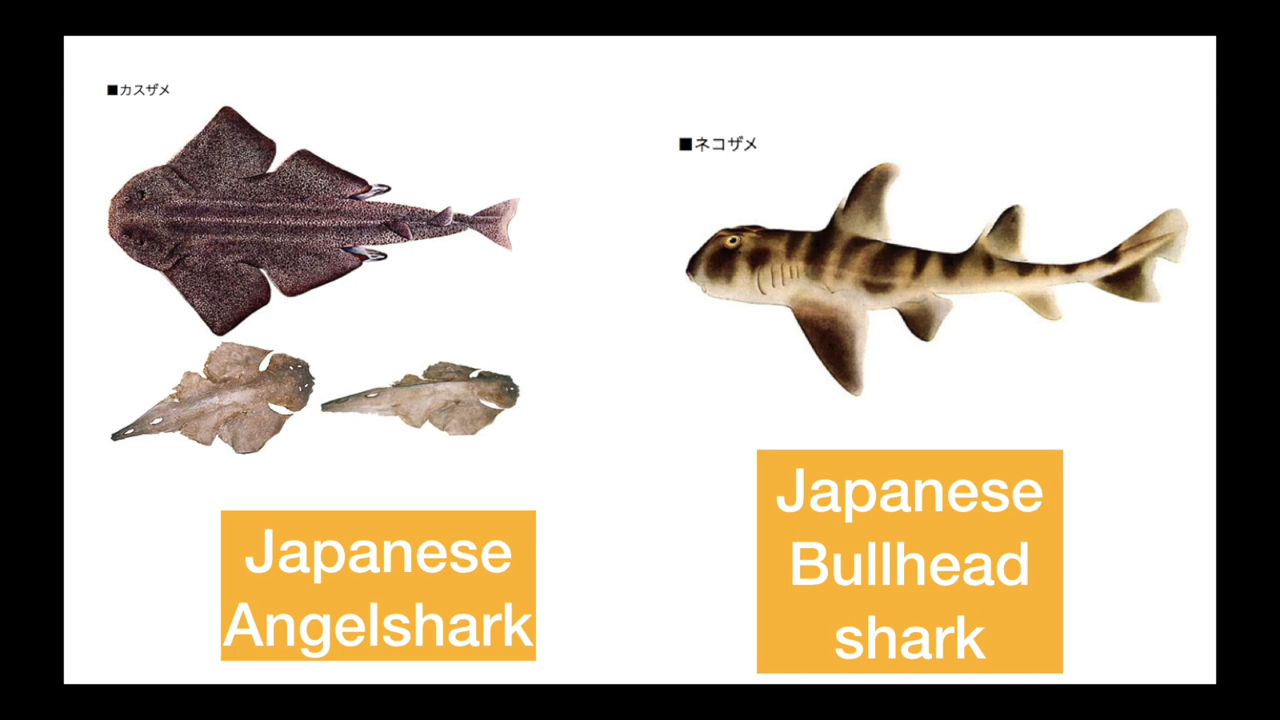 ■カスザメ
Japanese
Angelshark
■ネコザメ
Japanese
Bullhead
shark